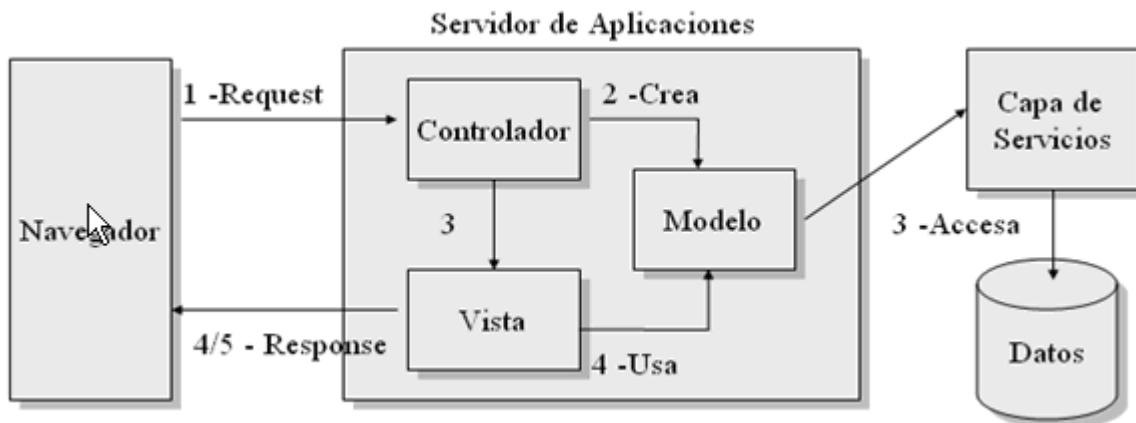 Servidor de Aplicaciones
1 -Request
2 -Crea
Controlador
Capa de
Servicios
Navegador
3
Modelo
3 -Accesa
Vista
4/5 - Response
4 -Usa
Datos